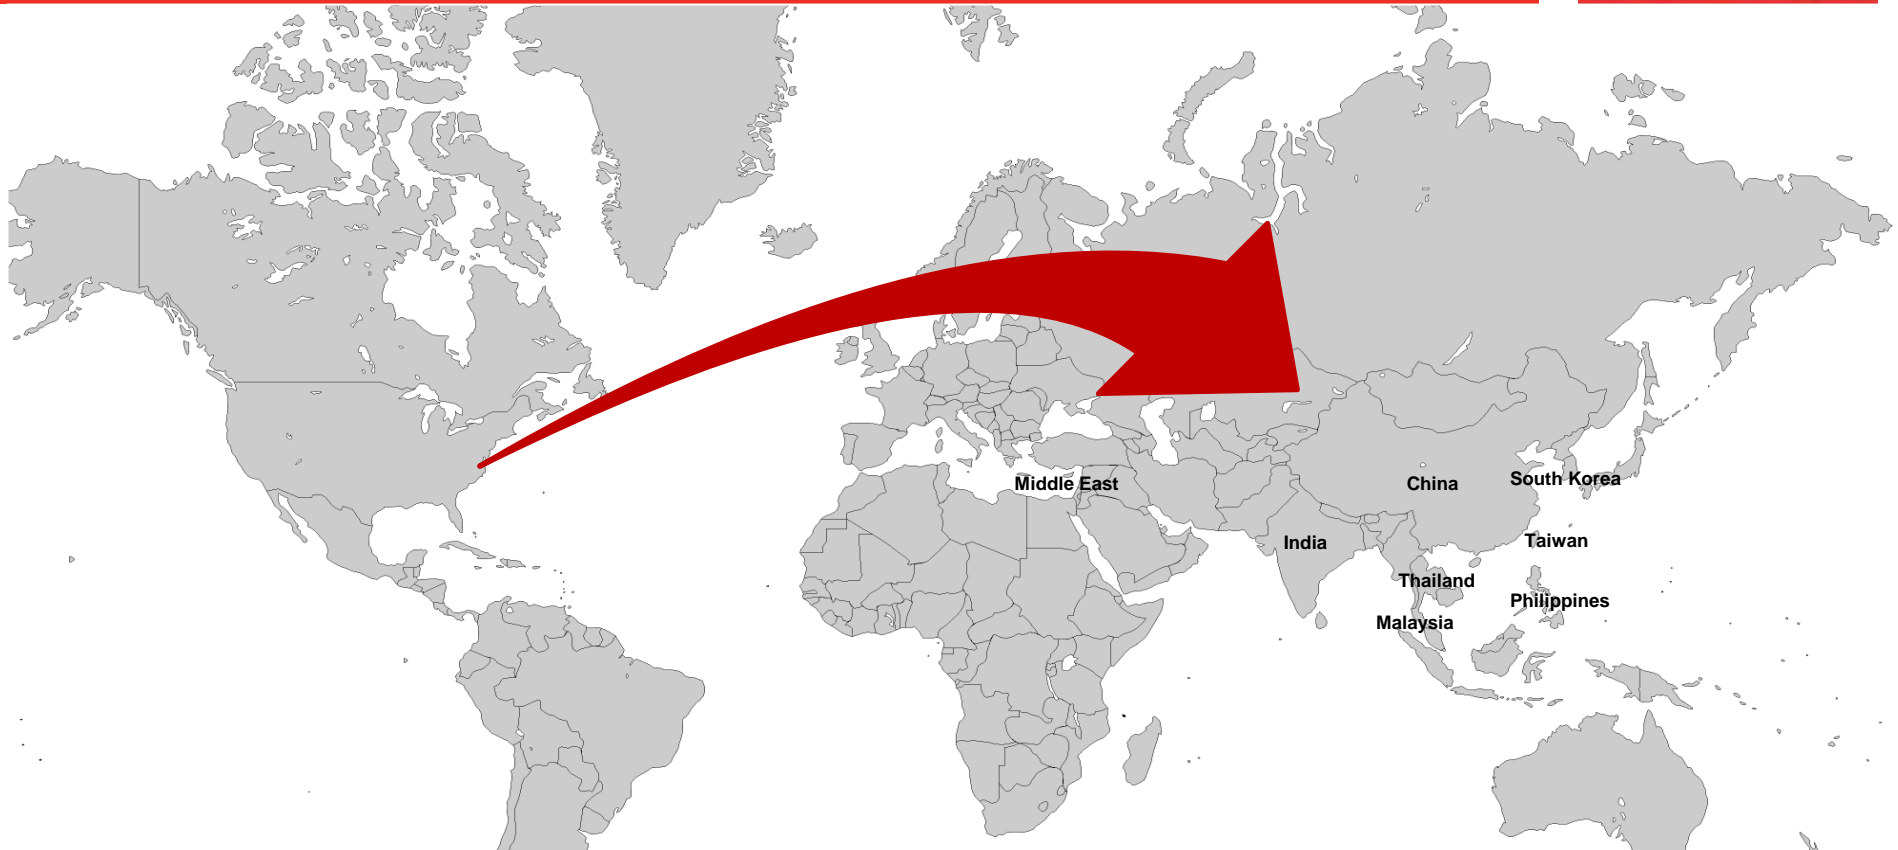 Middle East
China
South Korea
India
Taiwan
Thailand
Philippines
Malaysia